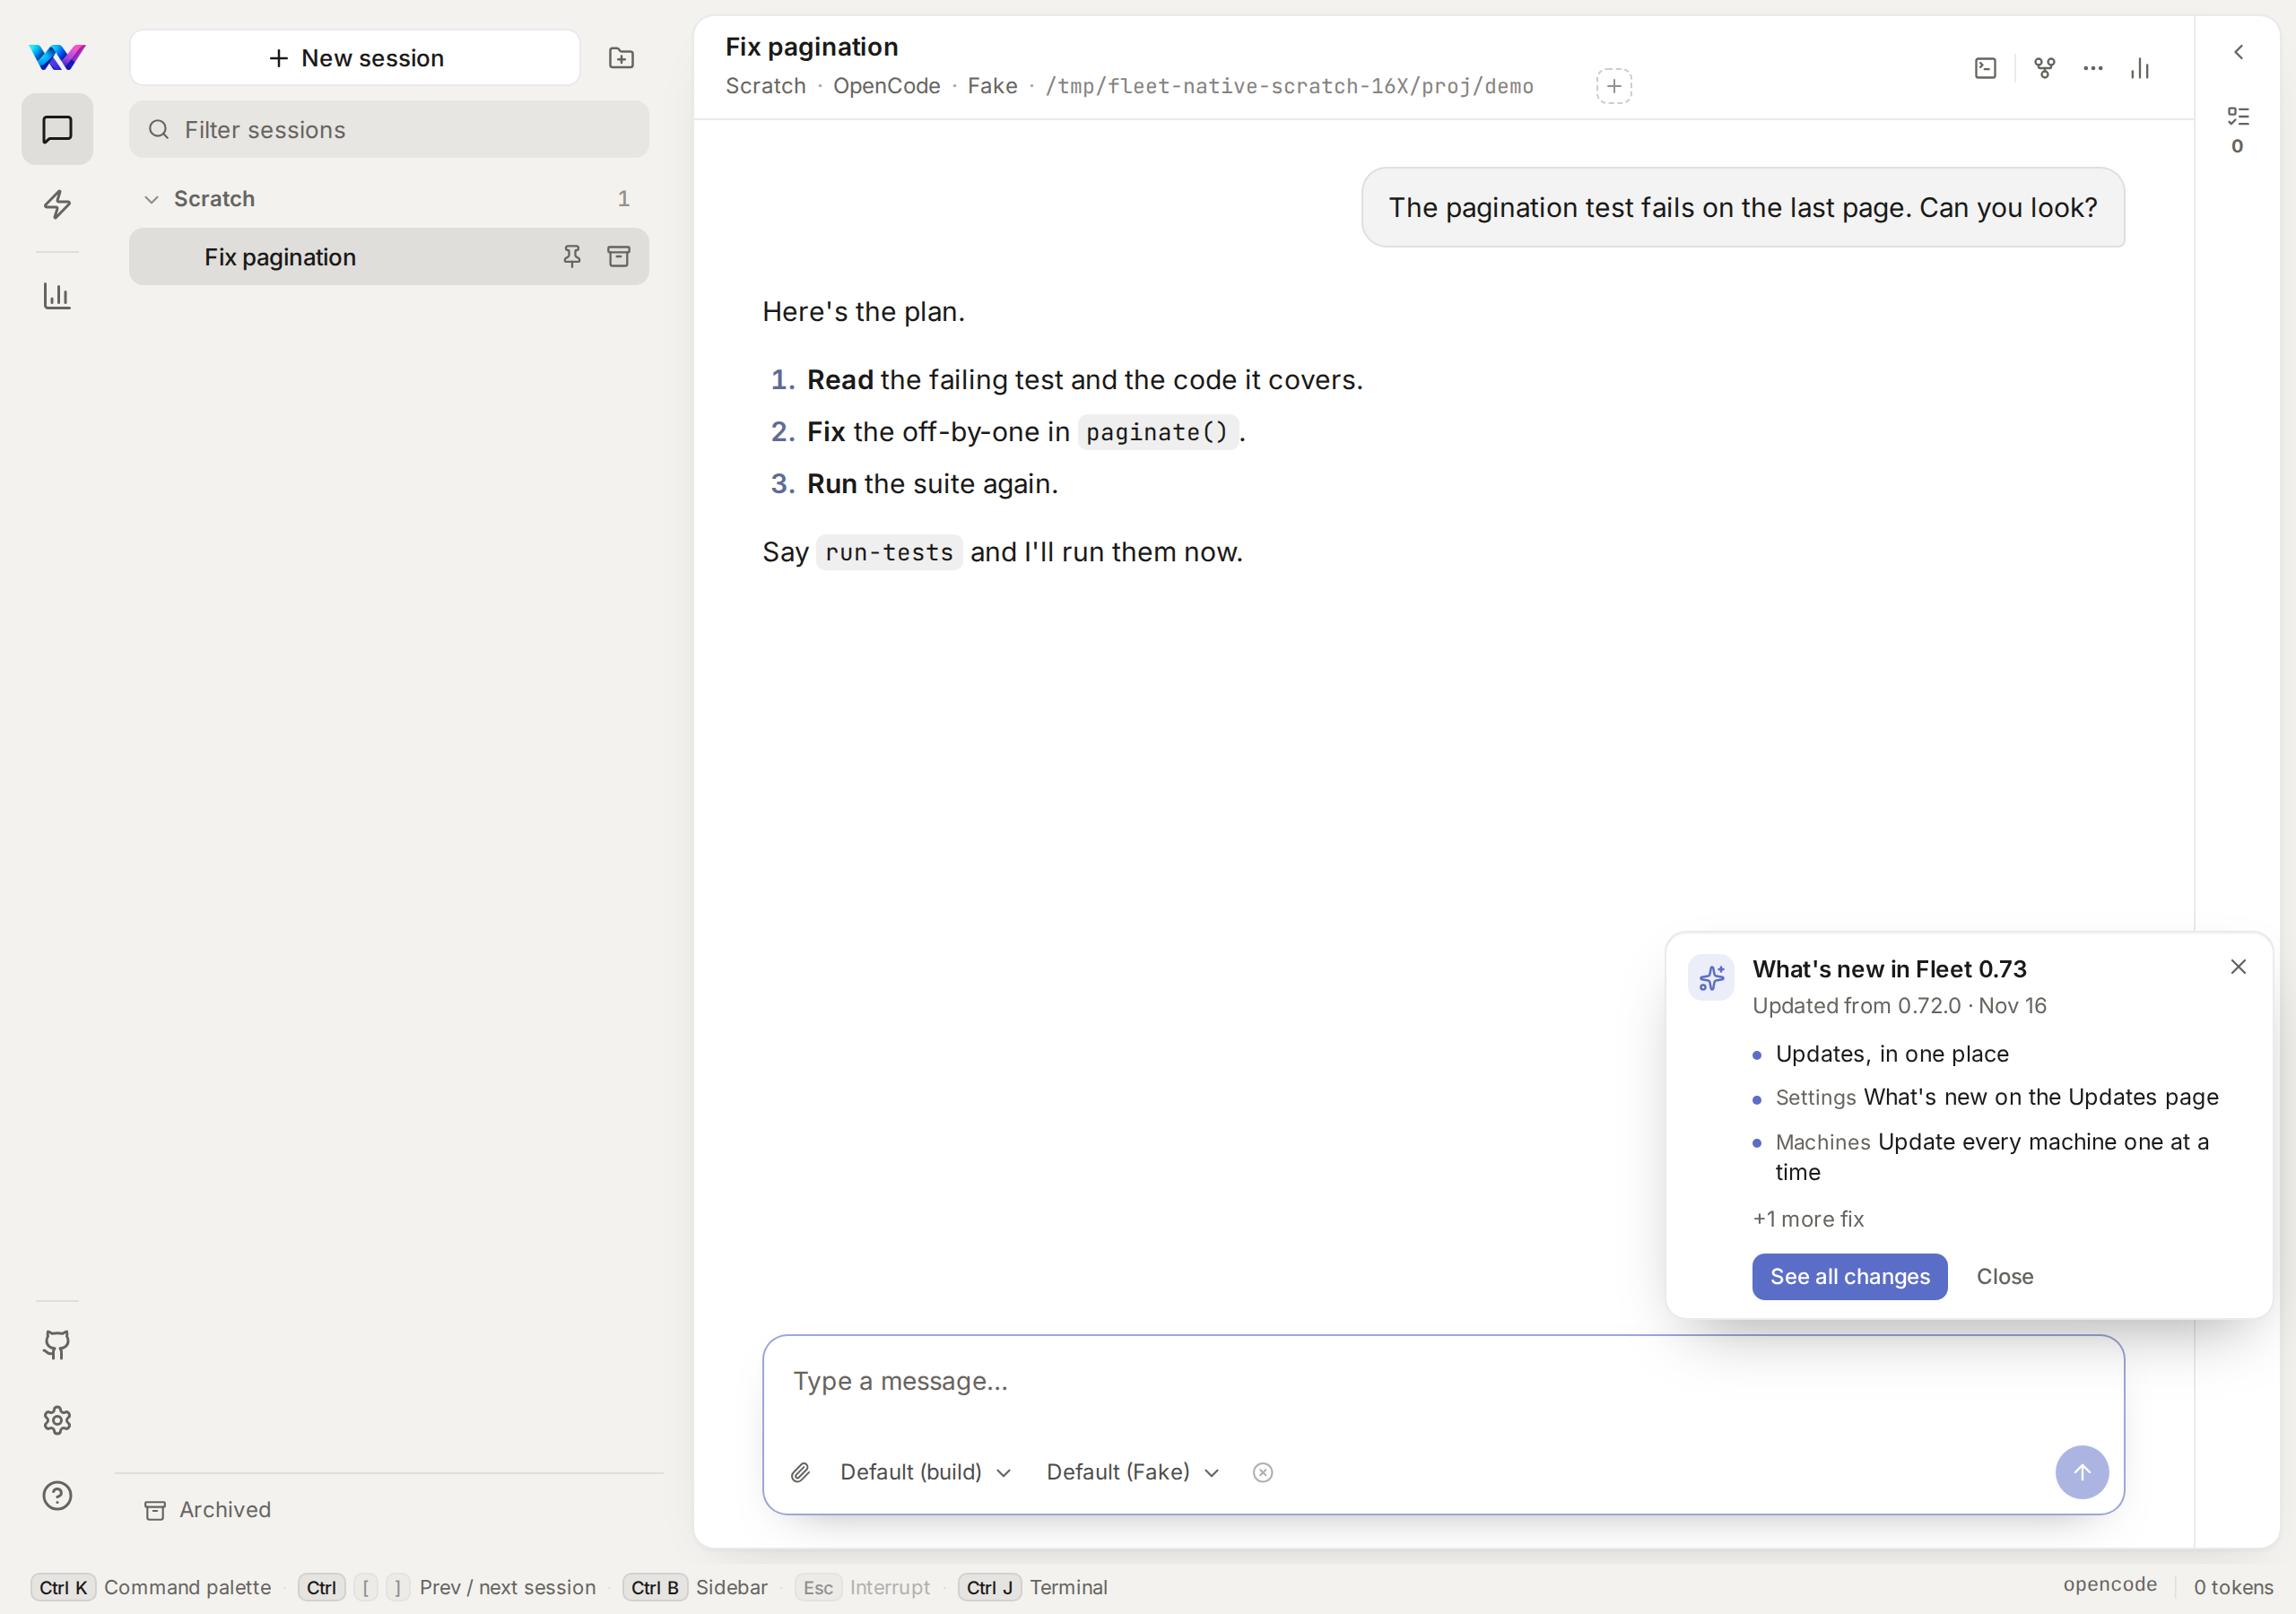 New session
Filter sessions
Scratch 1
Fix pagination
Archived
Fix pagination
Scratch · OpenCode · Fake · /tmp/fleet-native-scratch-16X/proj/demo
0
The pagination test fails on the last page. Can you look?
Here's the plan.
1. Read the failing test and the code it covers.
2. Fix the off-by-one in paginate().
3. Run the suite again.
Say run-tests and I'll run them now.
What's new in Fleet 0.73
Updated from 0.72.0 · Nov 16
Updates, in one place
Settings What's new on the Updates page
Machines Update every machine one at a
time
+1 more fix
See all changes Close
Type a message...
Default (build) Default (Fake)
Ctrl K Command palette · Ctrl [ ] Prev / next session · Ctrl B Sidebar · Esc Interrupt · Ctrl J Terminal
opencode 0 tokens